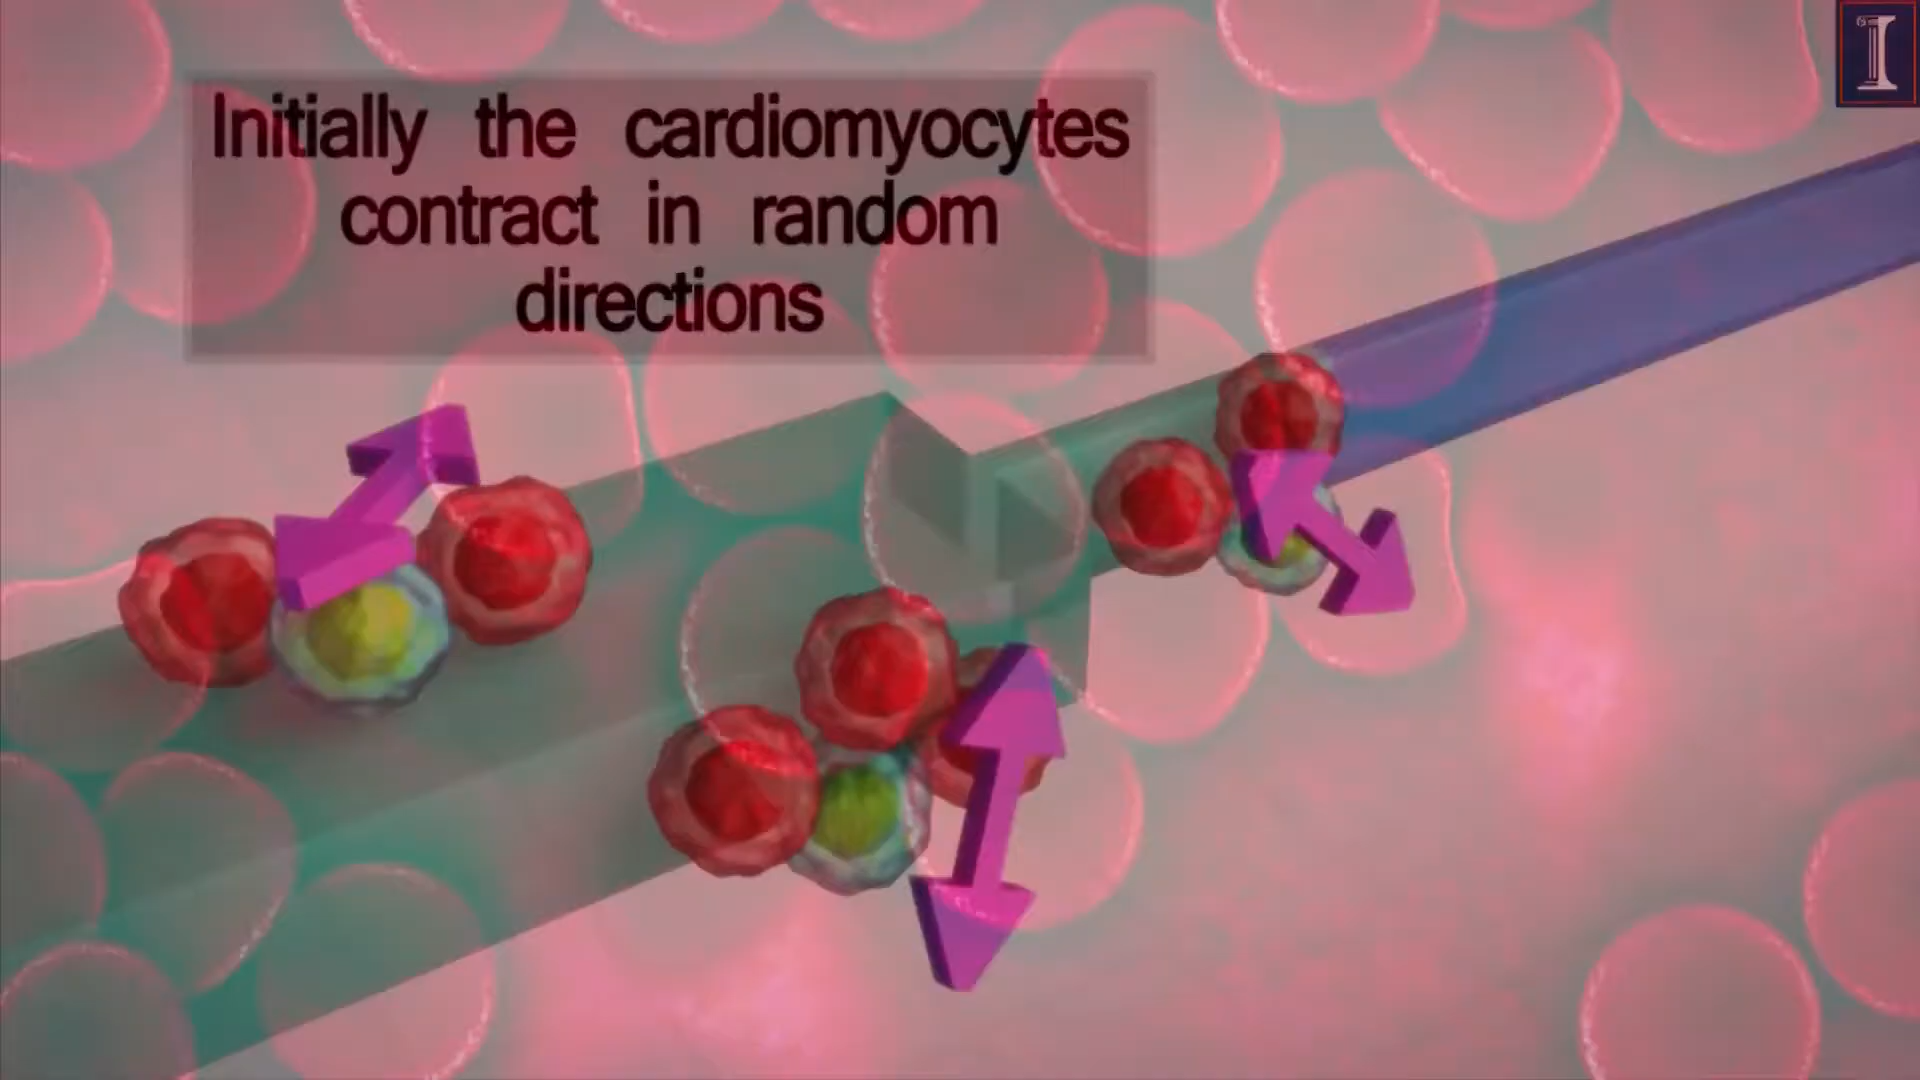 Initially the cardiomyocytes
contract in random
directions
I